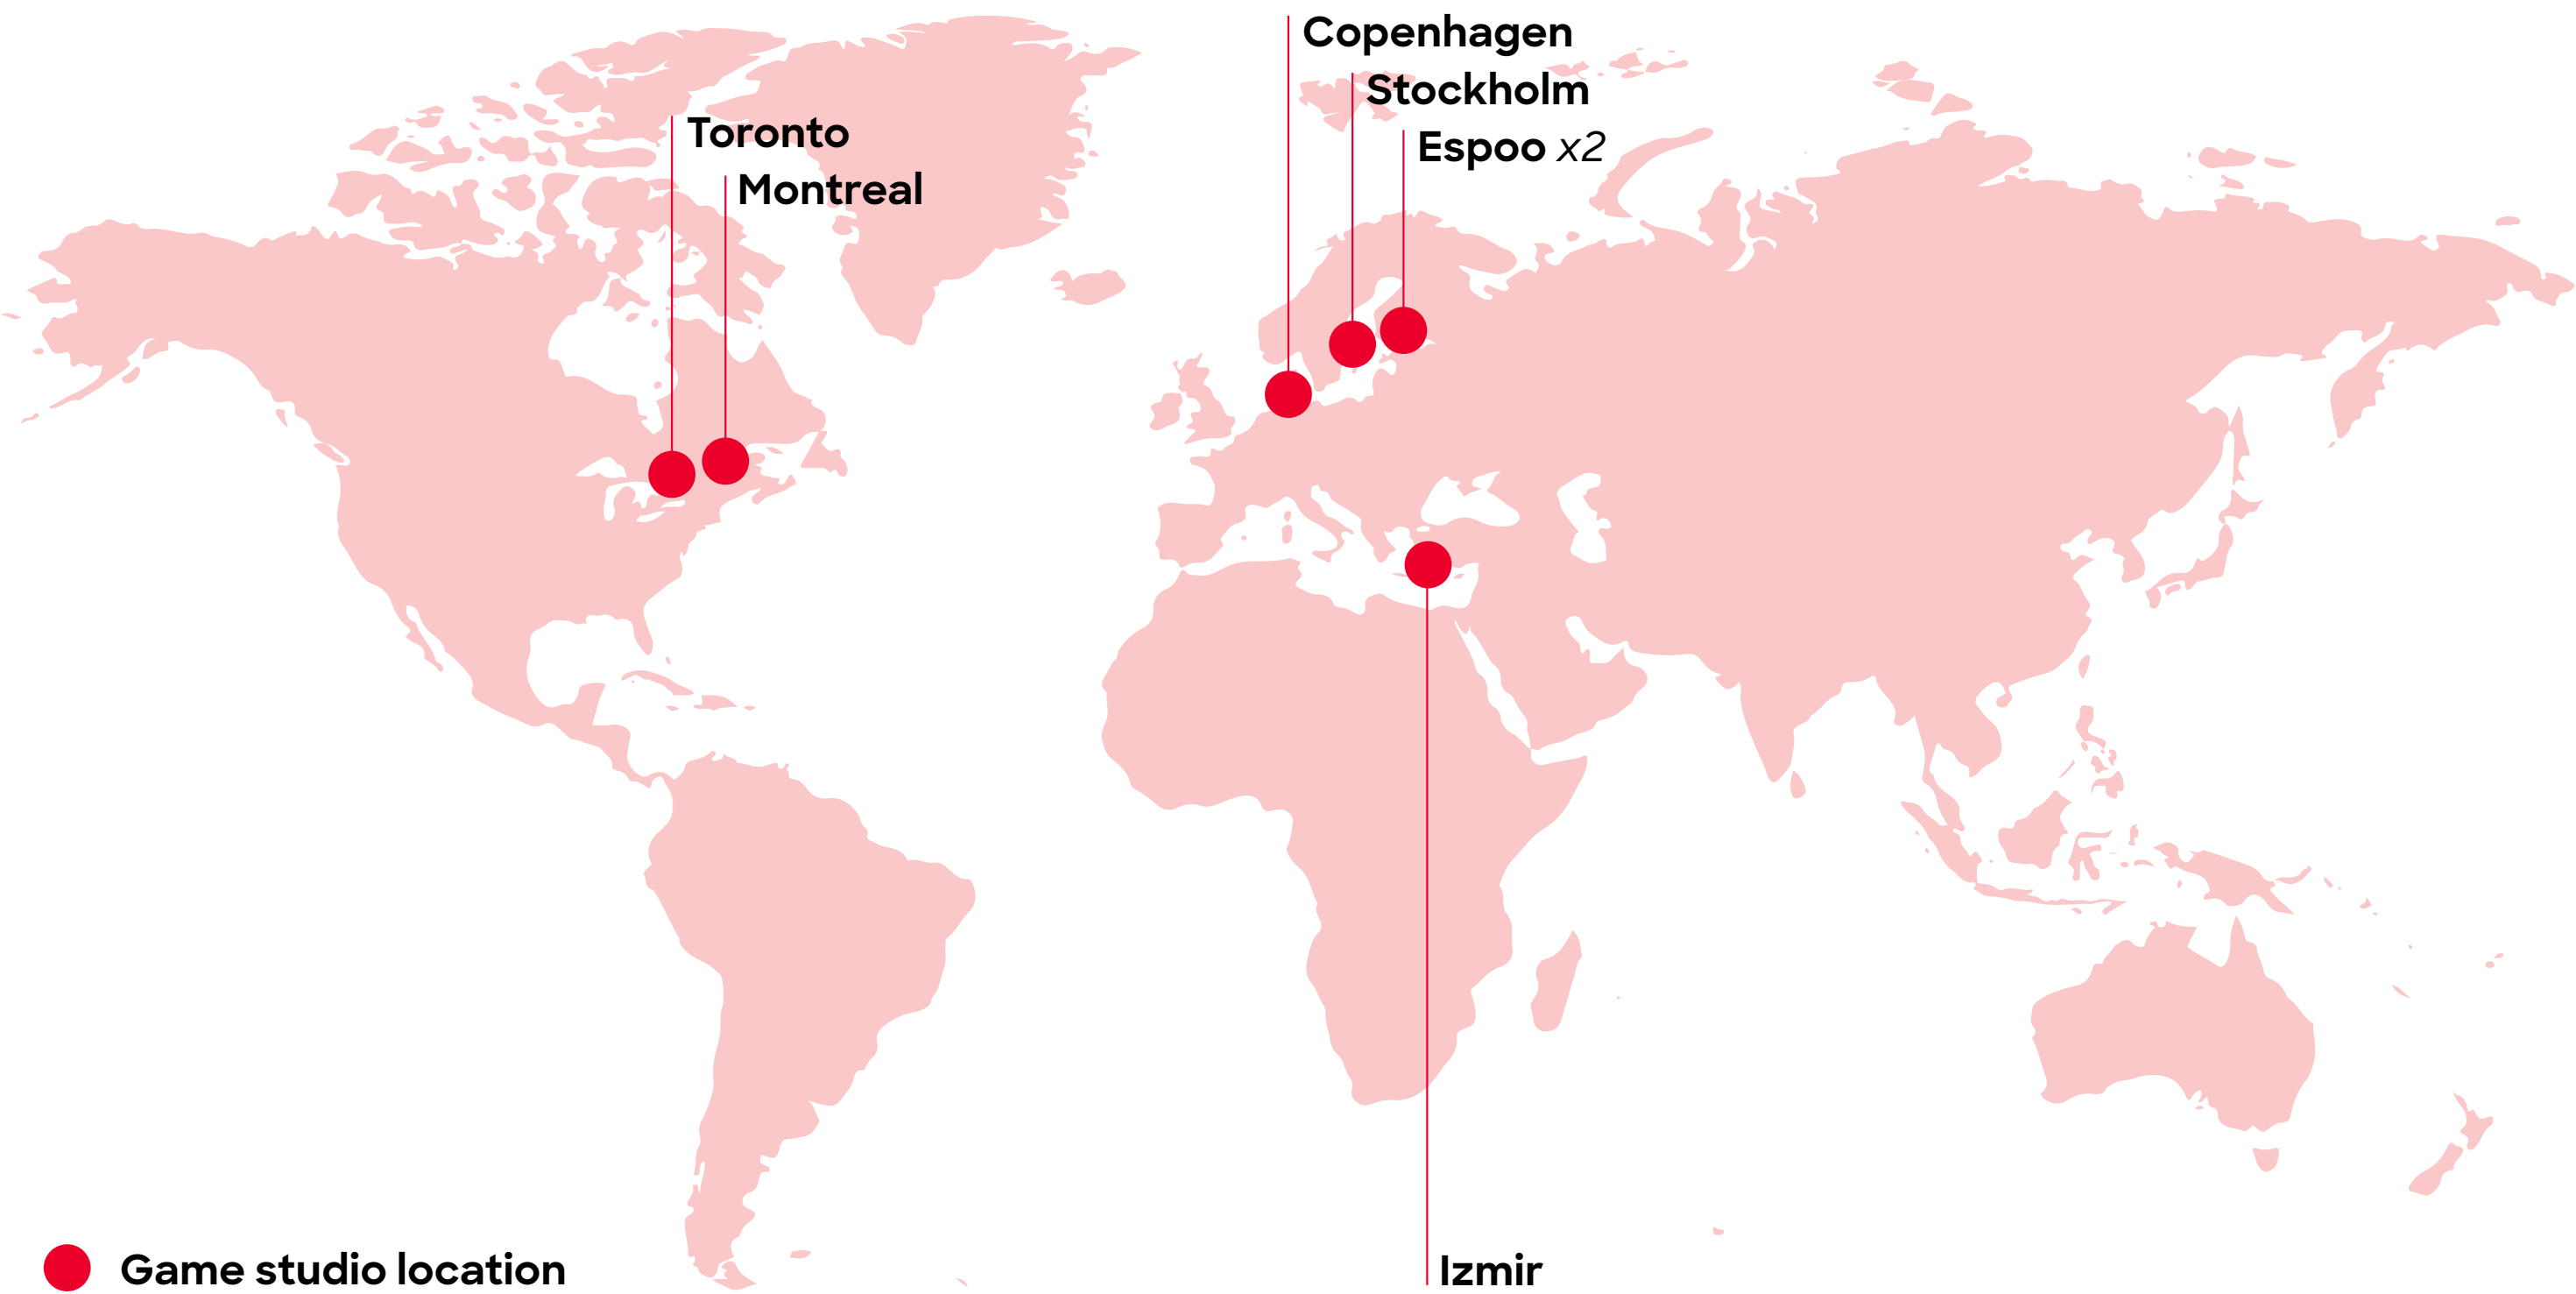 Copenhagen
Stockholm
Toronto
Espoo x2
Montreal
Game studio location
Izmir